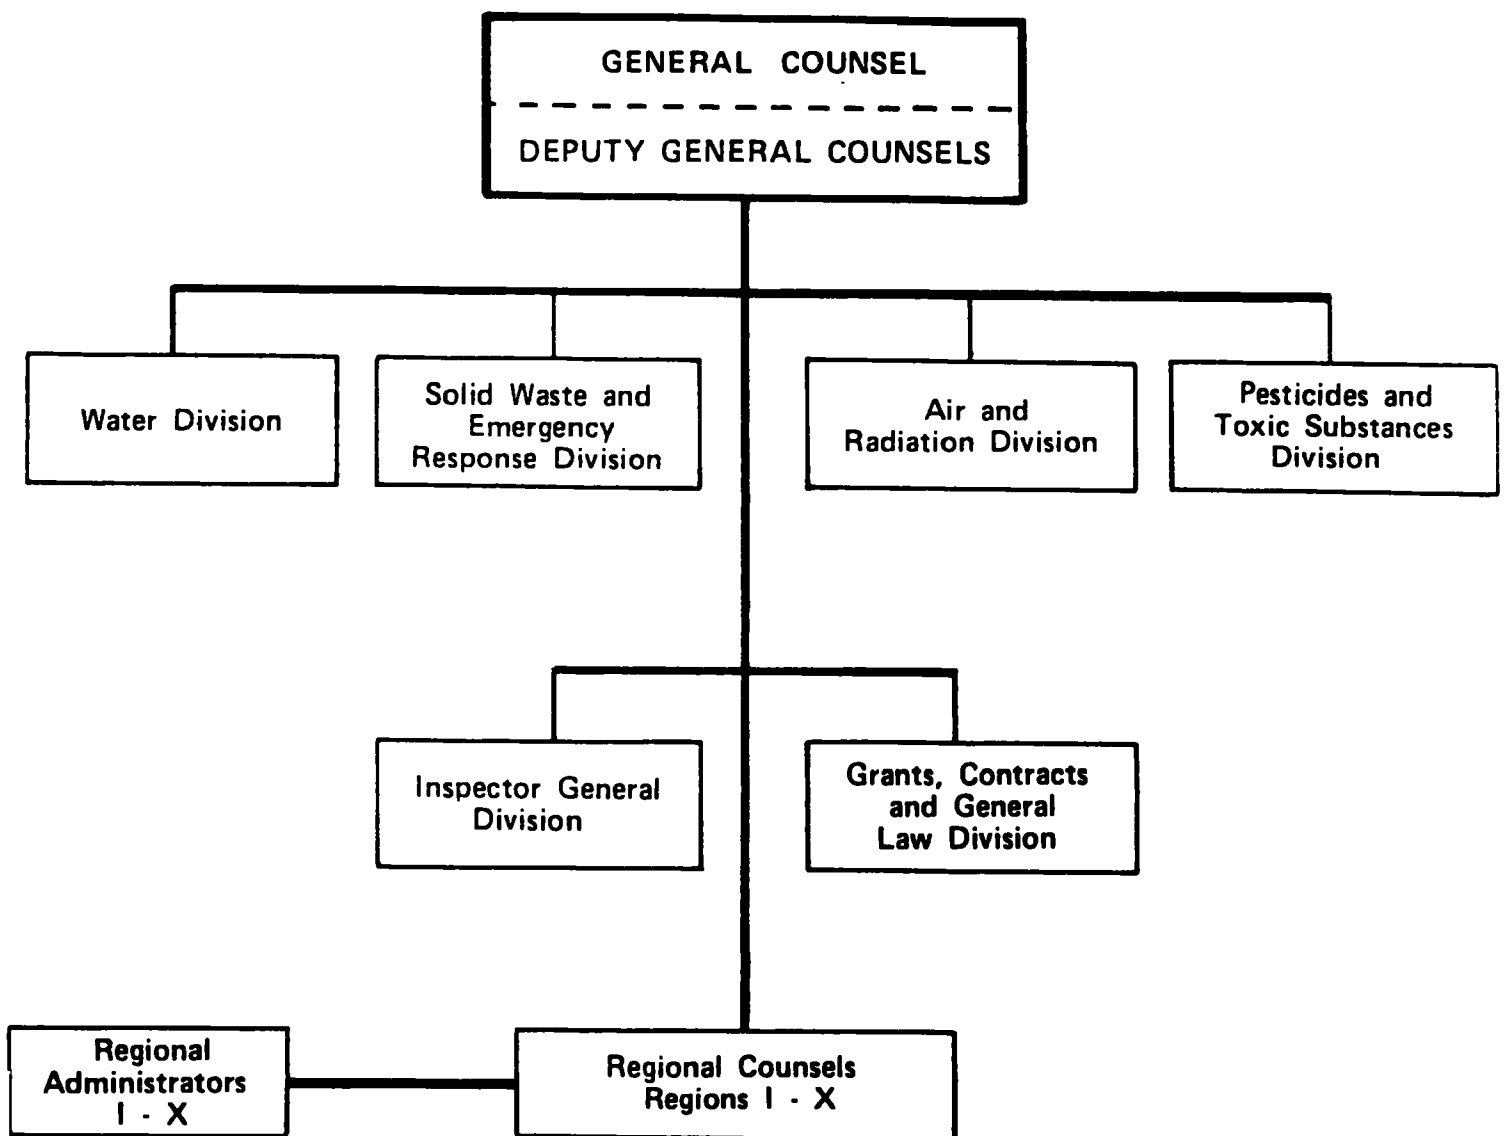 GENERAL COUNSEL
DEPUTY GENERAL COUNSELS
Water Division
Solid Waste and
Emergency
Response Division
Air and
Radiation Division
Pesticides and
Toxic Substances
Division
Inspector General
Division
Grants, Contracts
and General
Law Division
Regional
Administrators
I - X
Regional Counsels
Regions I - X